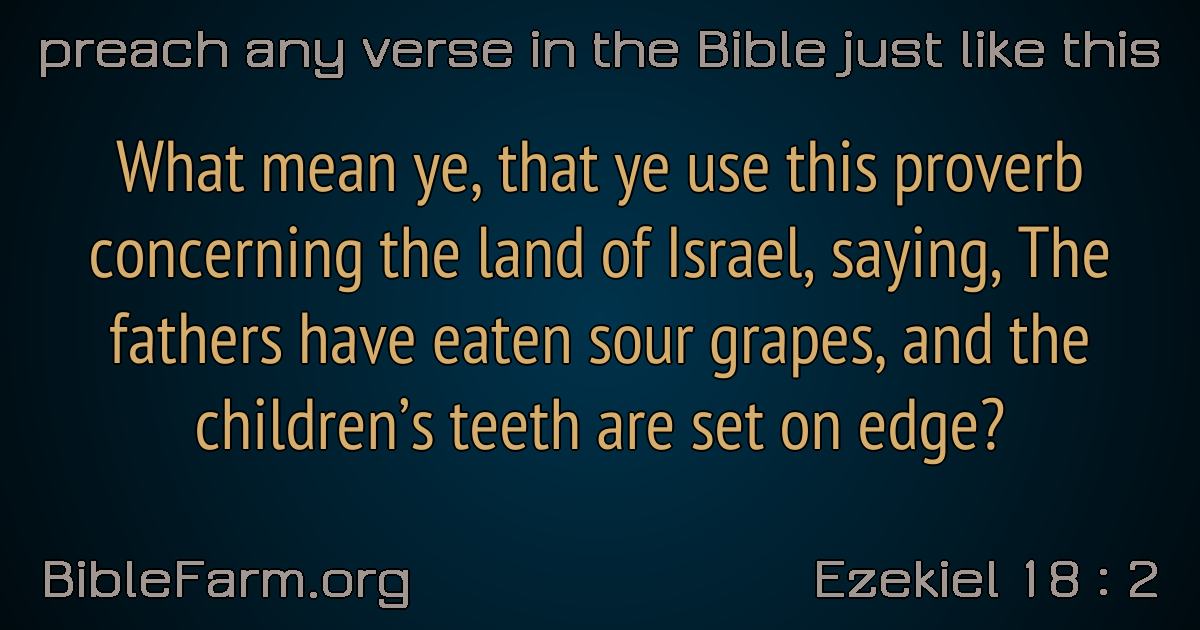 preach any verse in the Bible just like this
What mean ye, that ye use this proverb
concerning the land of Israel, saying, The
fathers have eaten sour grapes, and the
children’s teeth are set on edge?
BibleFarm.org
Ezekiel 18 : 2